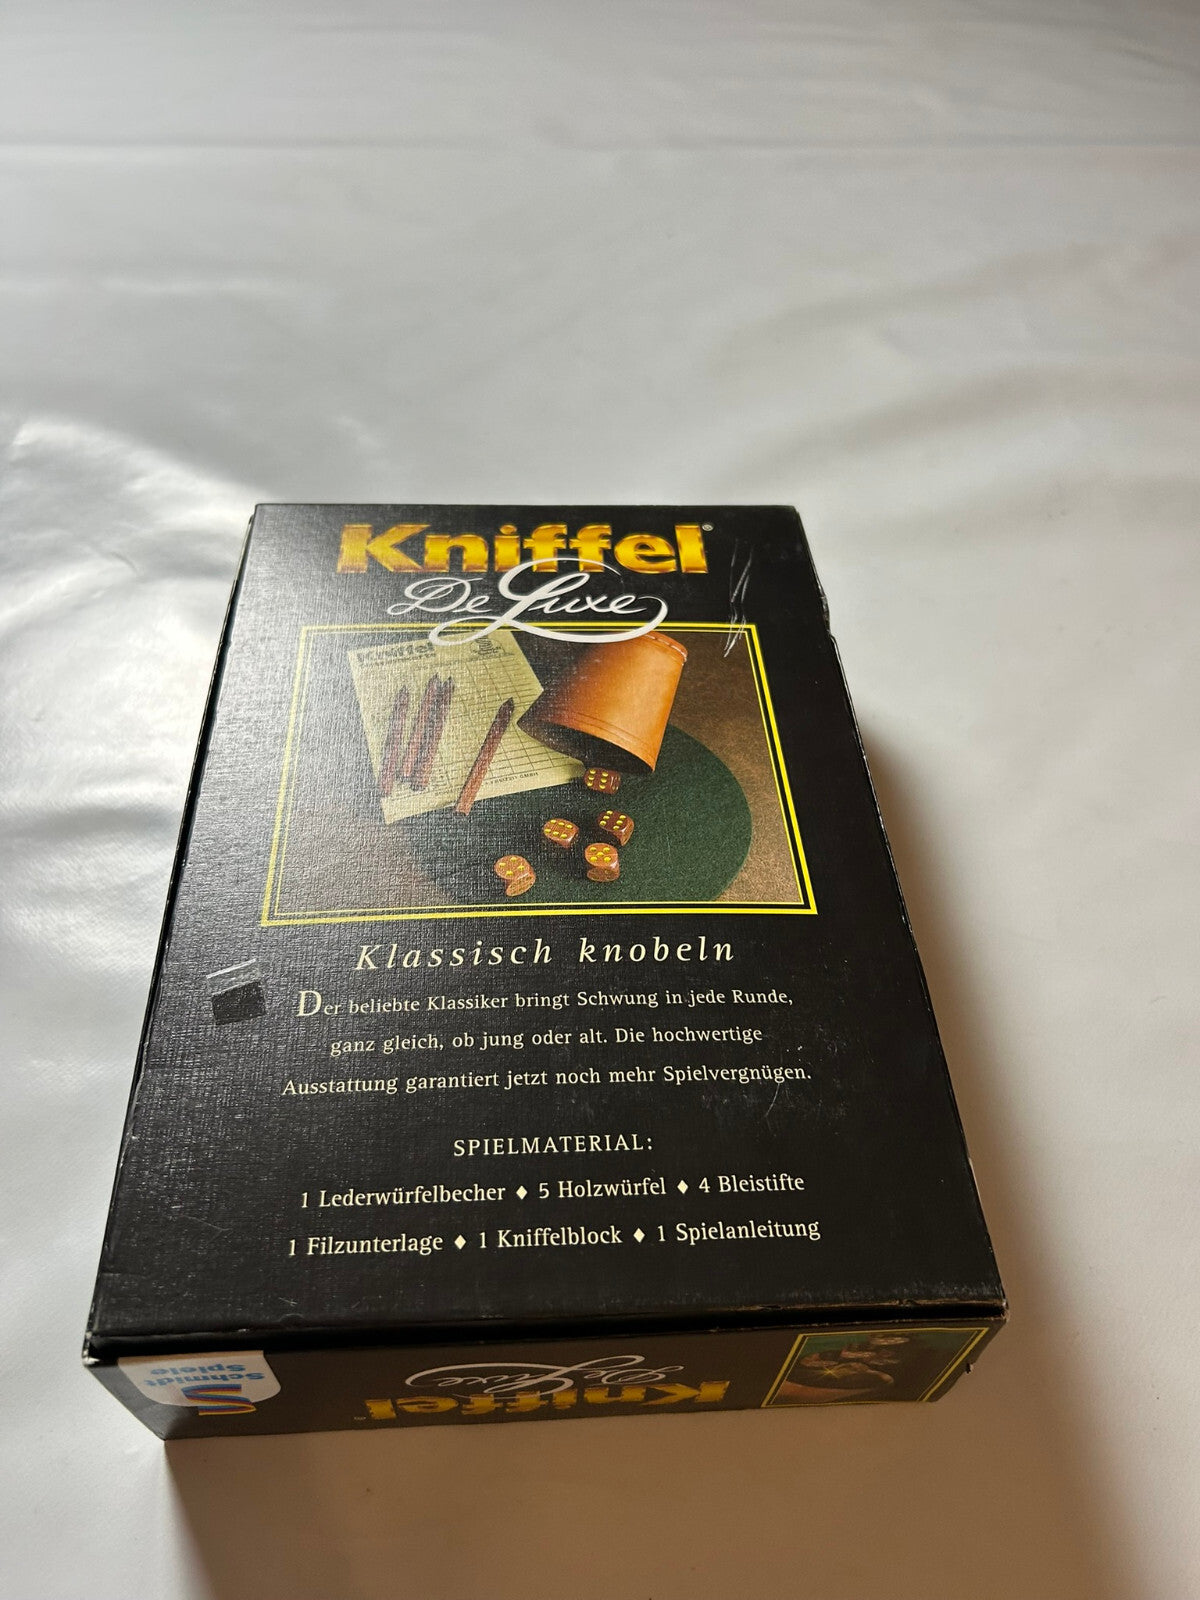 Kniffel®
De Luxe
Kniffel
Klassisch knobeln
Der beliebte Klassiker bringt Schwung in jede Runde,
ganz gleich, ob jung oder alt. Die hochwertige
Ausstattung garantiert jetzt noch mehr Spielvergnügen.
SPIELMATERIAL:
1 Lederwürfelbecher ♦ 5 Holzwürfel ♦ 4 Bleistifte
1 Filzunterlage ♦ 1 Kniffelblock ♦ 1 Spielanleitung
Schmidt
Spiele
Kniffel®
De Luxe